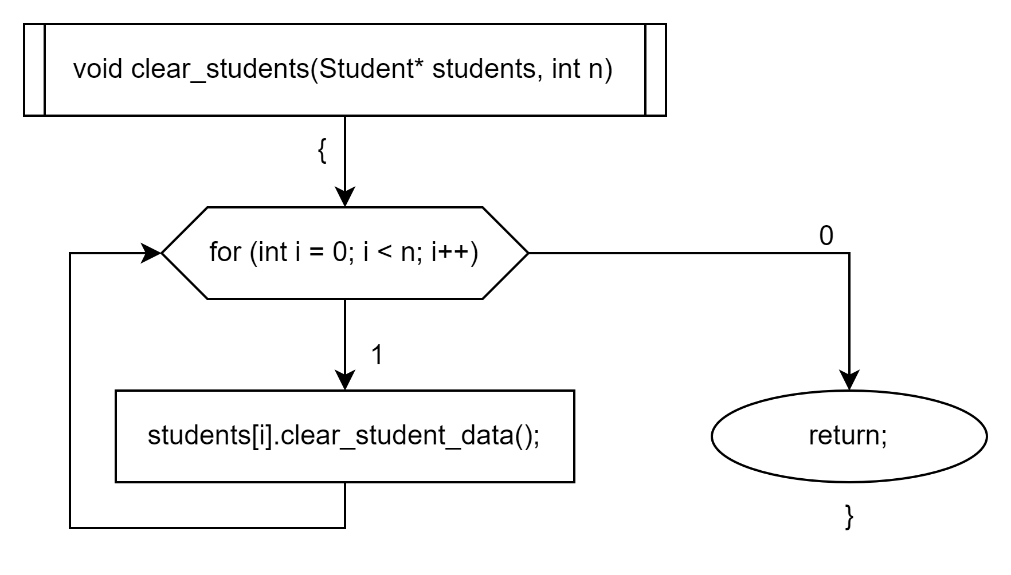 void clear_students(Student* students, int n)
{
for (int i = 0; i < n; i++)
0
1
students[i].clear_student_data();
return;
}